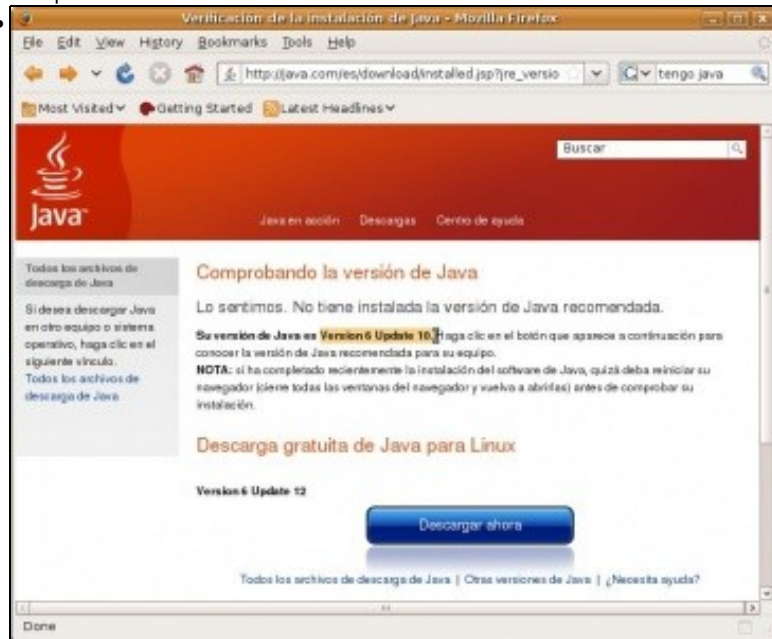 Verificación de la instalación de Java - Mozilla Firefox
File Edit View History Bookmarks Tools Help
http://java.com/es/download/installed.jsp?jre_versio
tengo java
Most Visited Getting Started Latest Headlines
Buscar
Java
Java en acción Descargas Centro de ayuda
Todos los archivos de
descarga de Java
Si desea descargar Java
en otro equipo o sistema
operativo, haga clic en el
siguiente vínculo.
Todos los archivos de
descarga de Java
Comprobando la versión de Java
Lo sentimos. No tiene instalada la versión de Java recomendada.
Su versión de Java es Version 6 Update 10. Haga clic en el botón que aparece a continuación para
conocer la versión de Java recomendada para su equipo.
NOTA: si ha completado recientemente la instalación del software de Java, quizá deba reiniciar su
navegador (cierre todas las ventanas del navegador y vuelva a abrirlas) antes de comprobar su
instalación.
Descarga gratuita de Java para Linux
Version 6 Update 12
Descargar ahora
Todos los archivos de descarga de Java | Otras versiones de Java | ¿Necesita ayuda?
Done